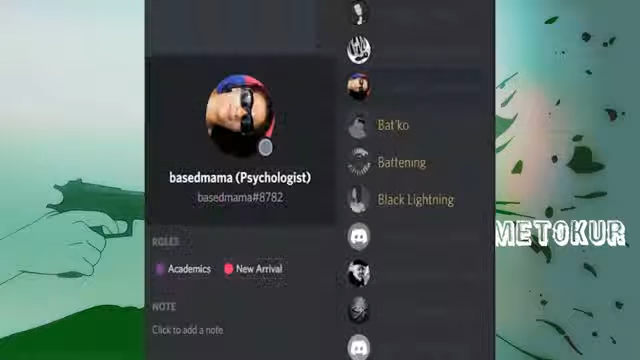 basedmama (Psychologist)
basedmama#8782
ROLES
Academics
New Arrival
NOTE
Click to add a note
Bat'ko
Battening
Black Lightning
METOKUR